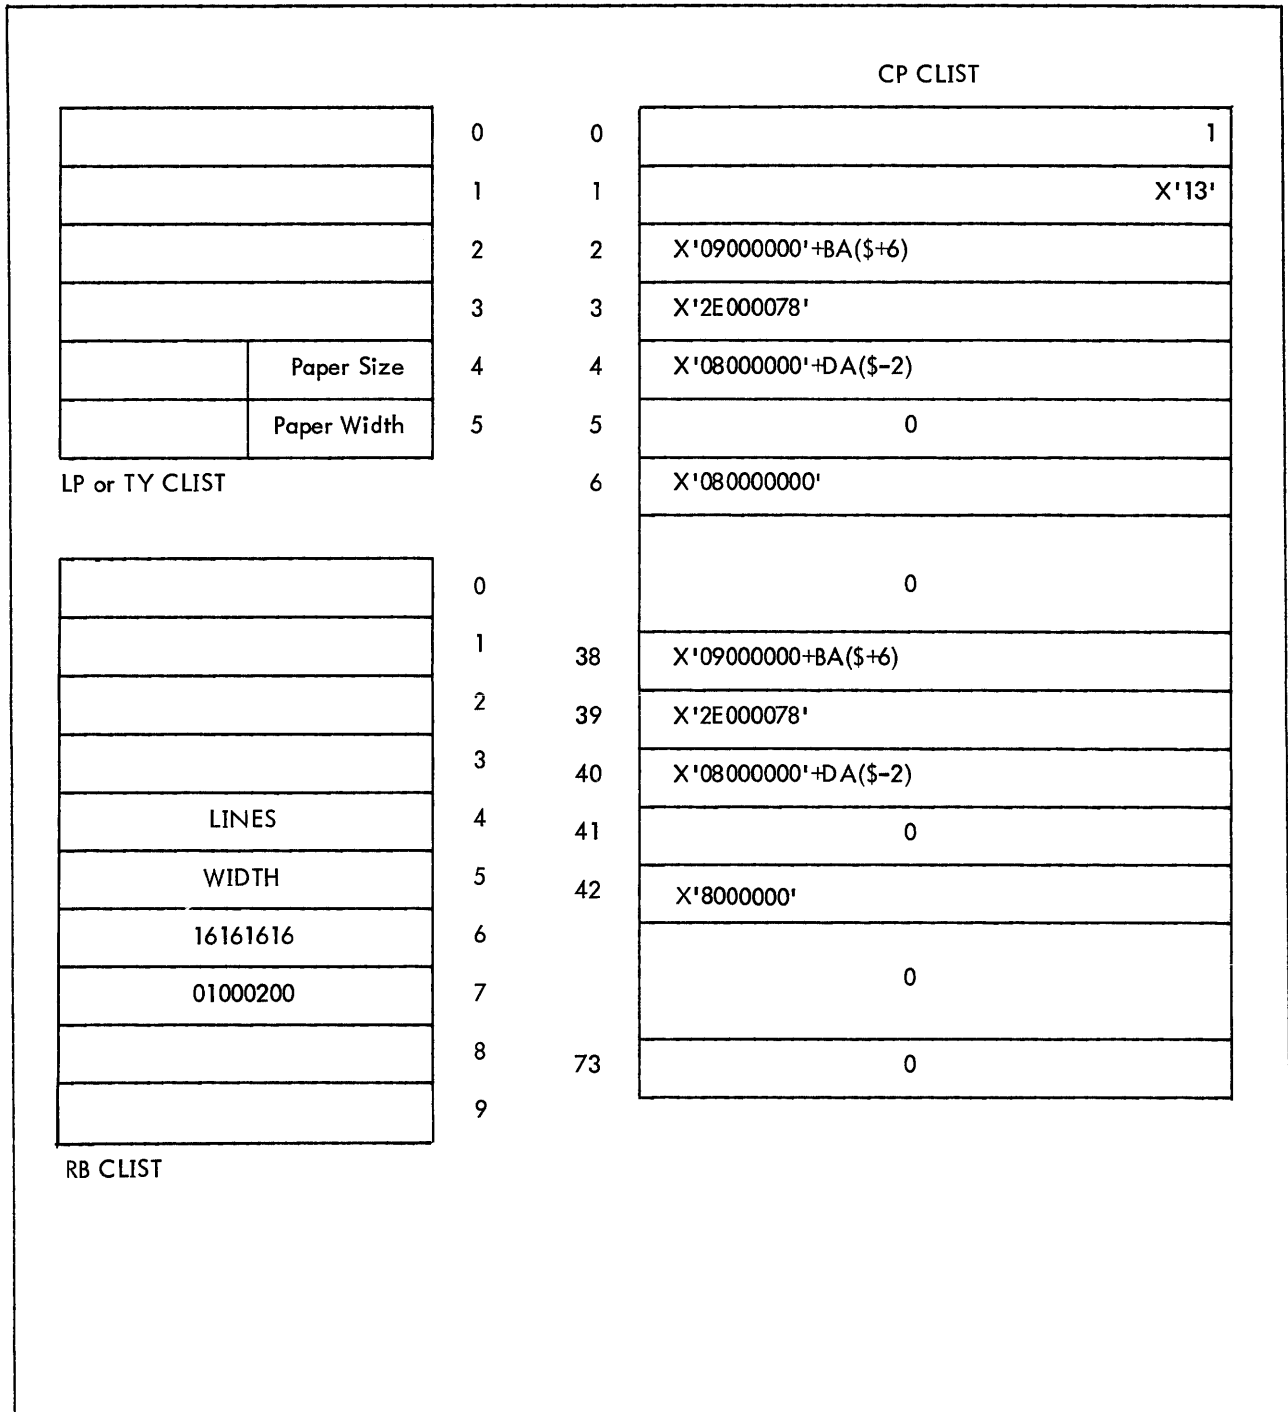 CP CLIST
0 0 1
1 1 X'13'
2 2 X'09000000'+BA($+6)
3 3 X'2E000078'
Paper Size 4 4 X'08000000'+DA($-2)
Paper Width 5 5 0
LP or TY CLIST 6 X'080000000'
0 0
1 38 X'09000000+BA($+6)
2 39 X'2E000078'
3 40 X'08000000'+DA($-2)
LINES 4 41 0
WIDTH 5 42 X'8000000'
16161616 6
01000200 7 0
8 73 0
9
RB CLIST